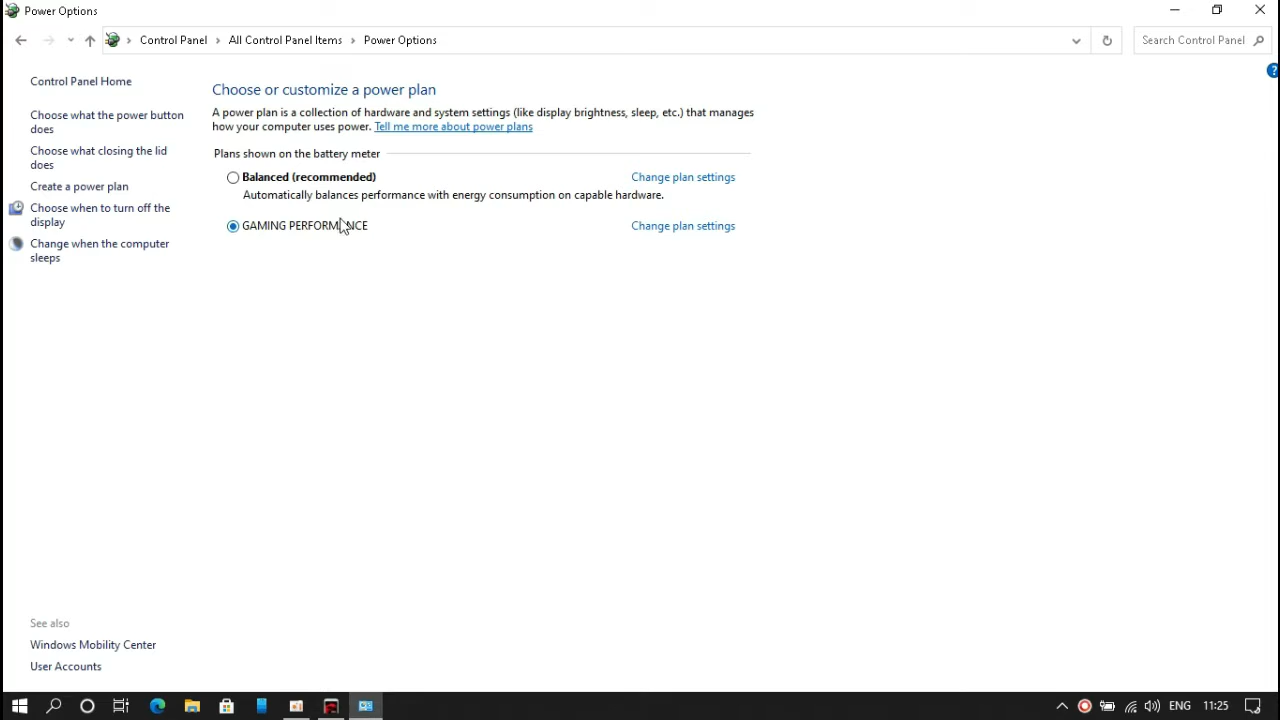 Power Options
Control Panel
All Control Panel Items
Power Options
Search Control Panel
Control Panel Home
Choose what the power button
does
Choose what closing the lid
does
Create a power plan
Choose when to turn off the
display
Change when the computer
sleeps
Choose or customize a power plan
A power plan is a collection of hardware and system settings (like display brightness, sleep, etc.) that manages
how your computer uses power. Tell me more about power plans
Plans shown on the battery meter
Balanced (recommended) Change plan settings
Automatically balances performance with energy consumption on capable hardware.
GAMING PERFORMANCE Change plan settings
See also
Windows Mobility Center
User Accounts
ENG 11:25